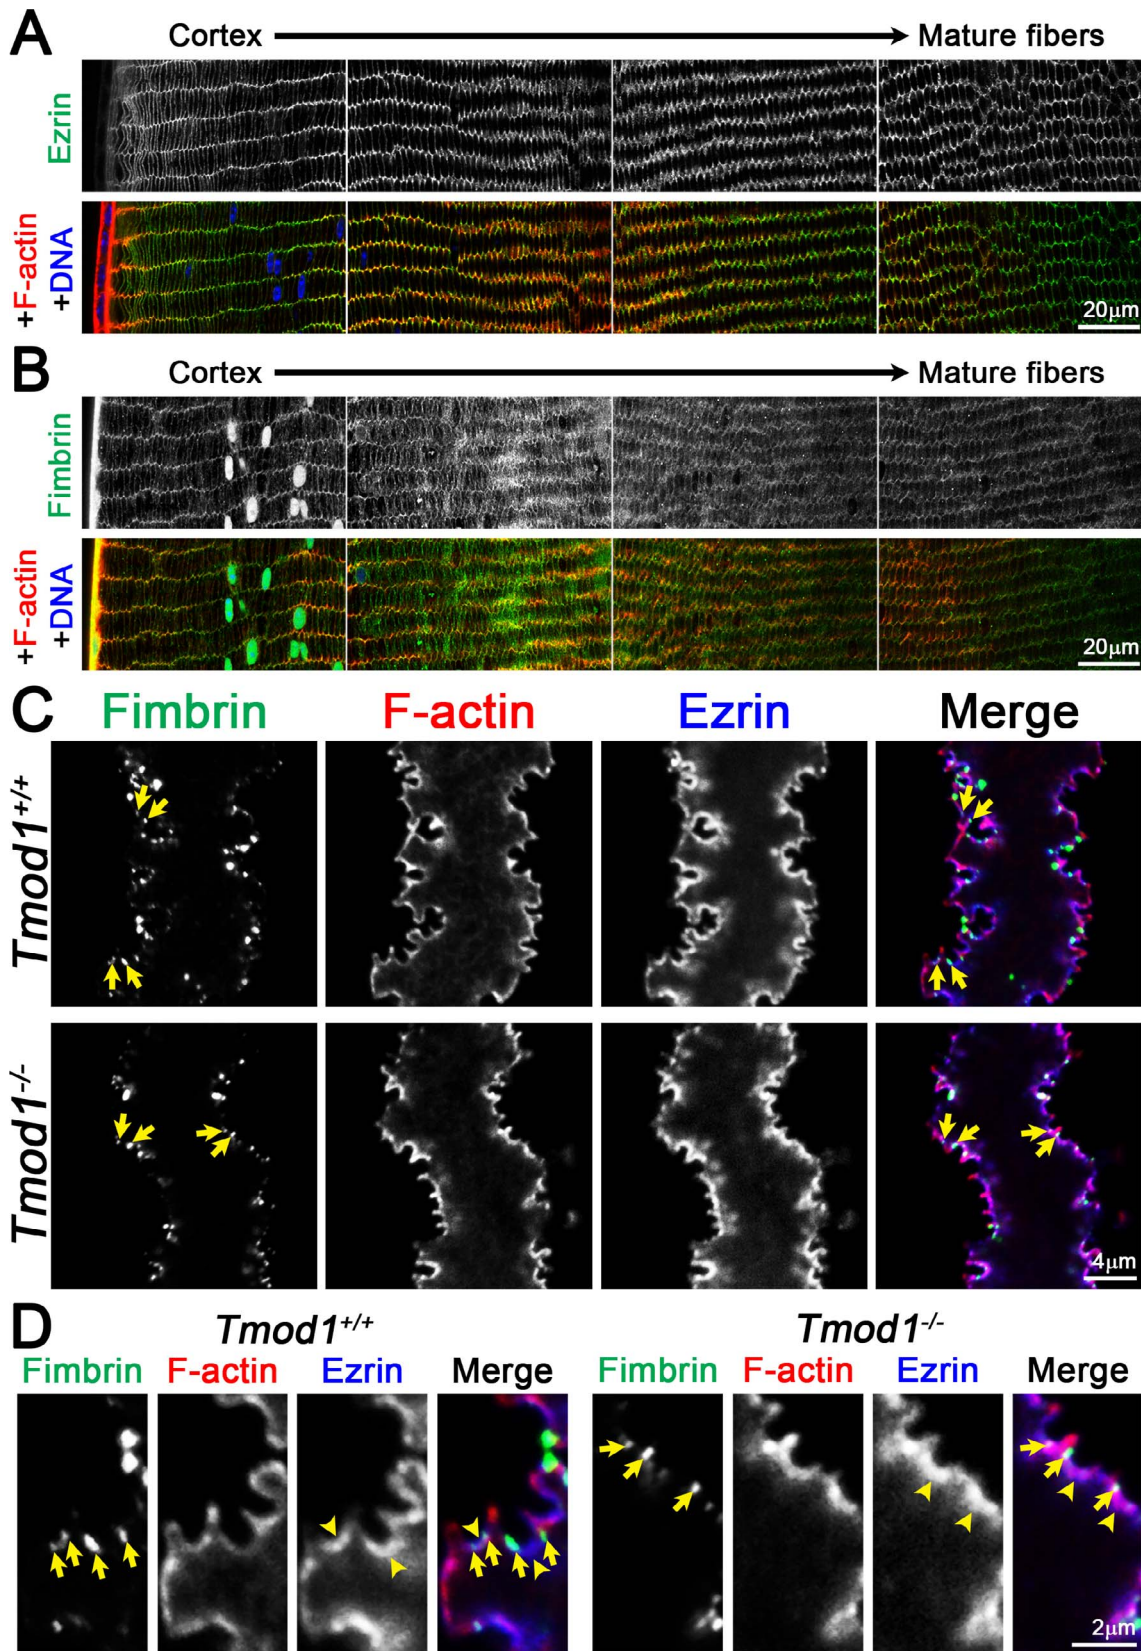 A
Cortex Mature fibers
Ezrin
+F-actin
+DNA
20μm
B
Cortex Mature fibers
Fimbrin
+F-actin
+DNA
20μm
C
Fimbrin F-actin Ezrin Merge
Tmod1+/+
Tmod1-/-
4μm
D
Tmod1+/+ Tmod1-/-
Fimbrin F-actin Ezrin Merge Fimbrin F-actin Ezrin Merge
2μm